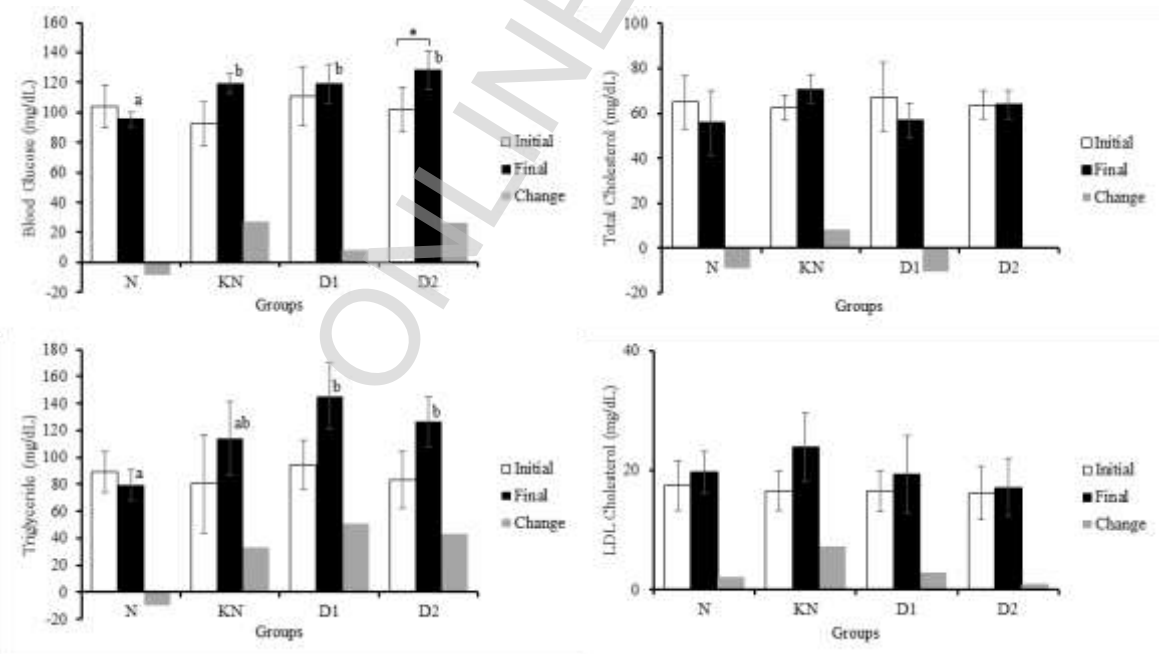 160
140
120
100
80
60
40
20
0
-20
Blood Glucose (mg/dL)
a
b
b
*
b
N
KN
D1
D2
Groups
Initial
Final
Change
100
80
60
40
20
0
-20
Total Cholesterol (mg/dL)
N
KN
D1
D2
Groups
Initial
Final
Change
180
160
140
120
100
80
60
40
20
0
-20
Triglyceride (mg/dL)
a
ab
b
b
N
KN
D1
D2
Groups
Initial
Final
Change
40
20
0
LDL Cholesterol (mg/dL)
N
KN
D1
D2
Groups
Initial
Final
Change
ONLINE